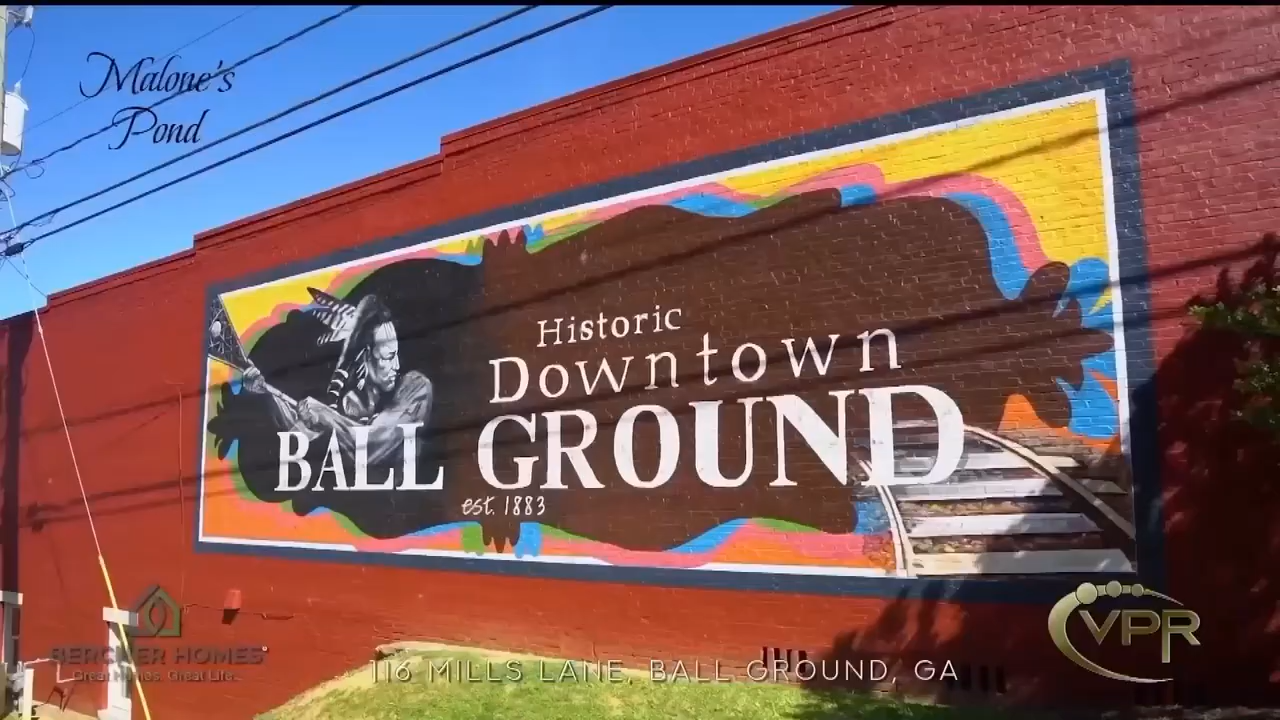 Malone's
Pond
Historic
Downtown
BALL GROUND
est. 1883
BERCHER HOMES
Great Homes. Great Life.
116 MILLS LANE, BALL GROUND, GA
VPR